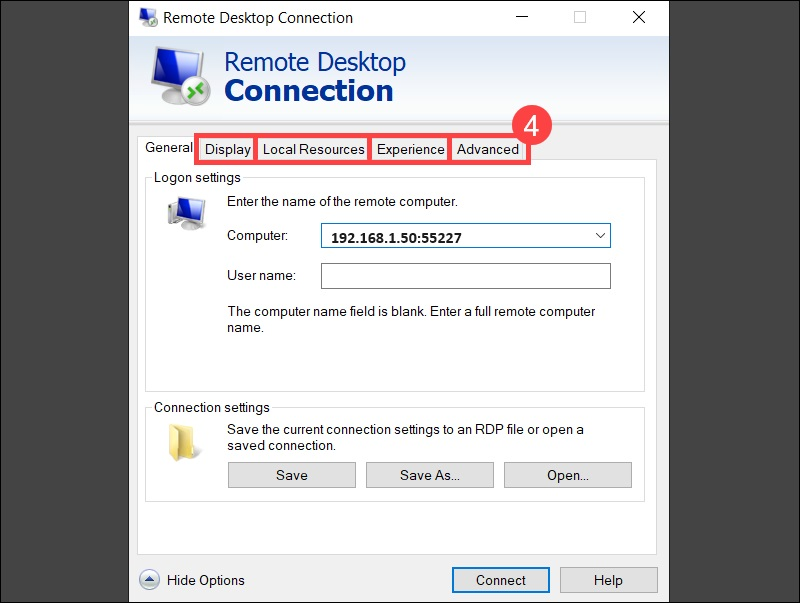 Remote Desktop Connection
Remote Desktop
Connection
4
General Display Local Resources Experience Advanced
Logon settings
Enter the name of the remote computer.
Computer: 192.168.1.50:55227
User name:
The computer name field is blank. Enter a full remote computer
name.
Connection settings
Save the current connection settings to an RDP file or open a
saved connection.
Save Save As... Open...
Hide Options Connect Help